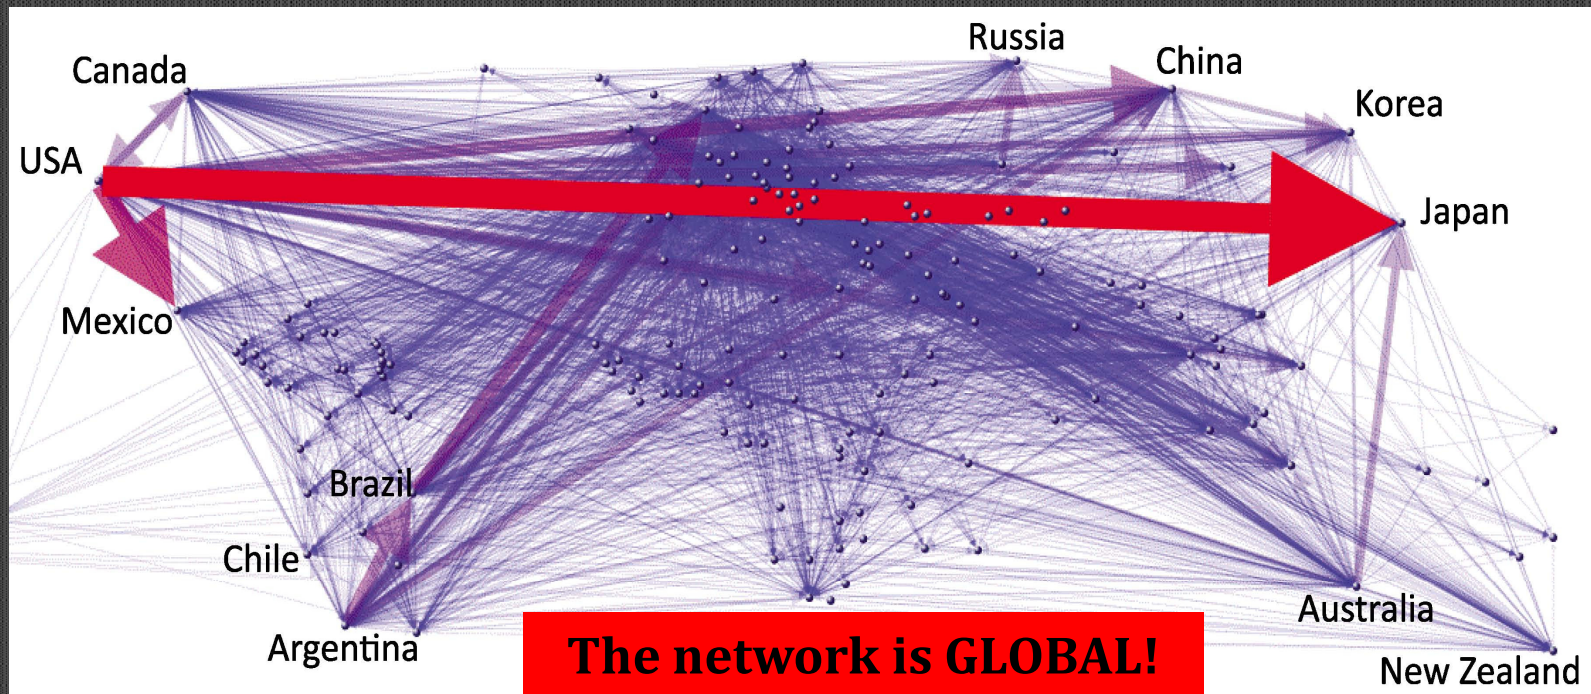 Russia
Canada
China
Korea
USA
Japan
Mexico
Brazil
Chile
Australia
Argentina
The network is GLOBAL!
New Zealand